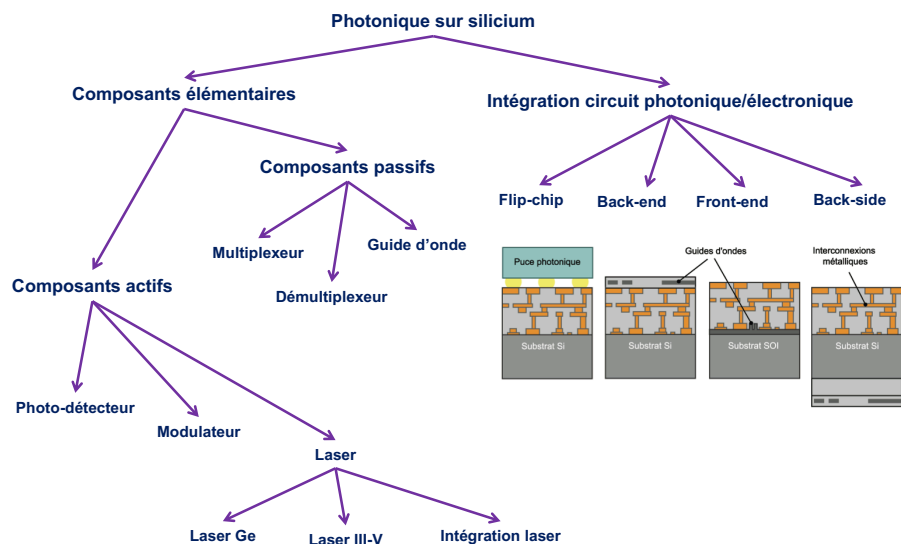 Photonique sur silicium
Composants élémentaires
Intégration circuit photonique/électronique
Composants passifs
Flip-chip
Back-end
Front-end
Back-side
Multiplexeur
Guide d'onde
Démultiplexeur
Composants actifs
Puce photonique
Guides d'ondes
Interconnexions
métalliques
Substrat Si
Substrat Si
Substrat SOI
Substrat Si
Photo-détecteur
Modulateur
Laser
Laser Ge
Laser III-V
Intégration laser